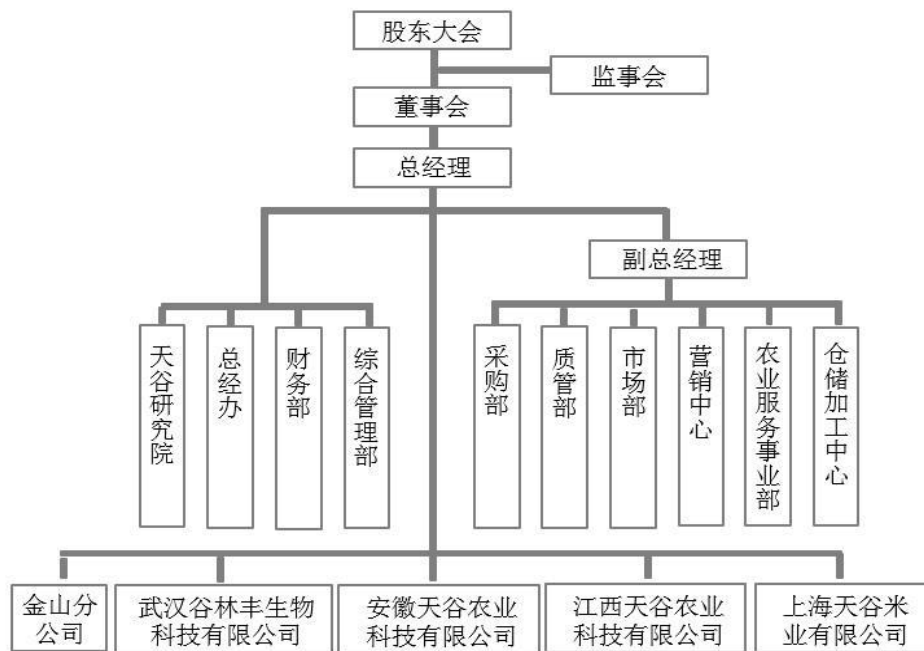 股东大会
监事会
董事会
总经理
副总经理
天谷研究院
总经办
财务部
综合管理部
采购部
质管部
市场部
营销中心
农业服务事业部
仓储加工中心
金山分
公司
武汉谷林丰生物
科技有限公司
安徽天谷农业
科技有限公司
江西天谷农业
科技有限公司
上海天谷米
业有限公司